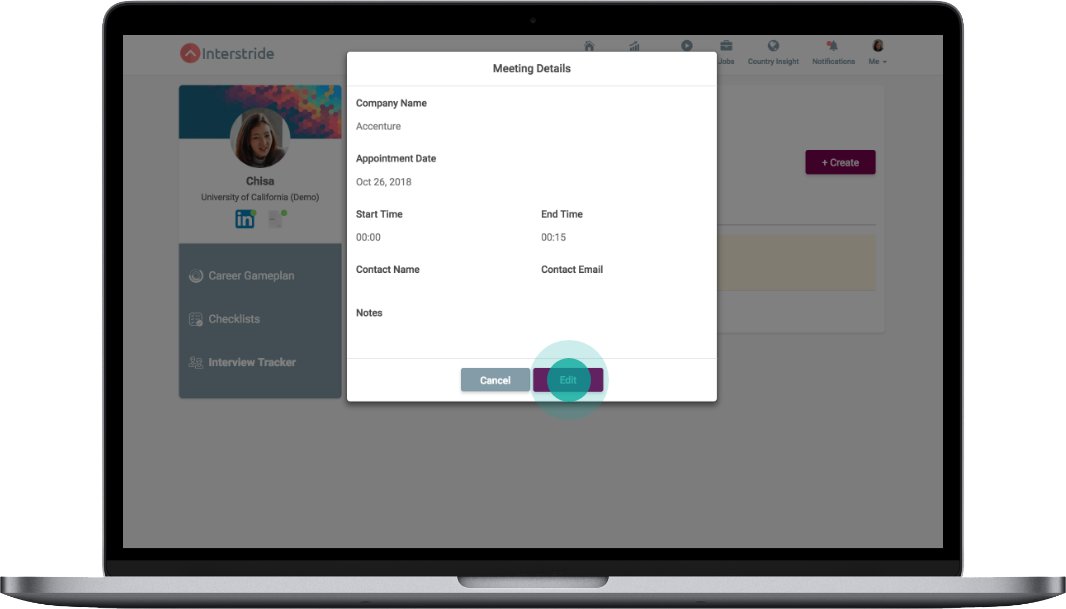 Interstride
Jobs
Country Insight
Notifications
Me
Meeting Details
Company Name
Accenture
Appointment Date
Oct 26, 2018
Start Time
End Time
00:00
00:15
Contact Name
Contact Email
Notes
Cancel
Edit
+ Create
Chisa
University of California (Demo)
in
Career Gameplan
Checklists
Interview Tracker